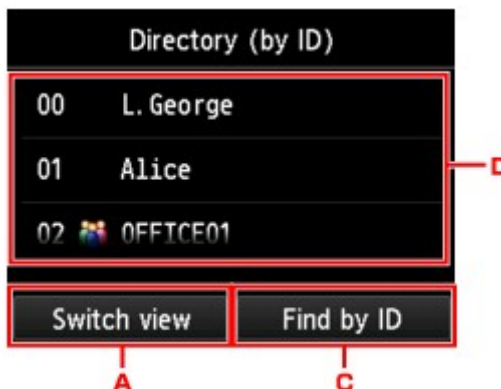 Directory (by ID)
00 L.George
01 Alice
D
02 OFFICE01
Switch view Find by ID
A C